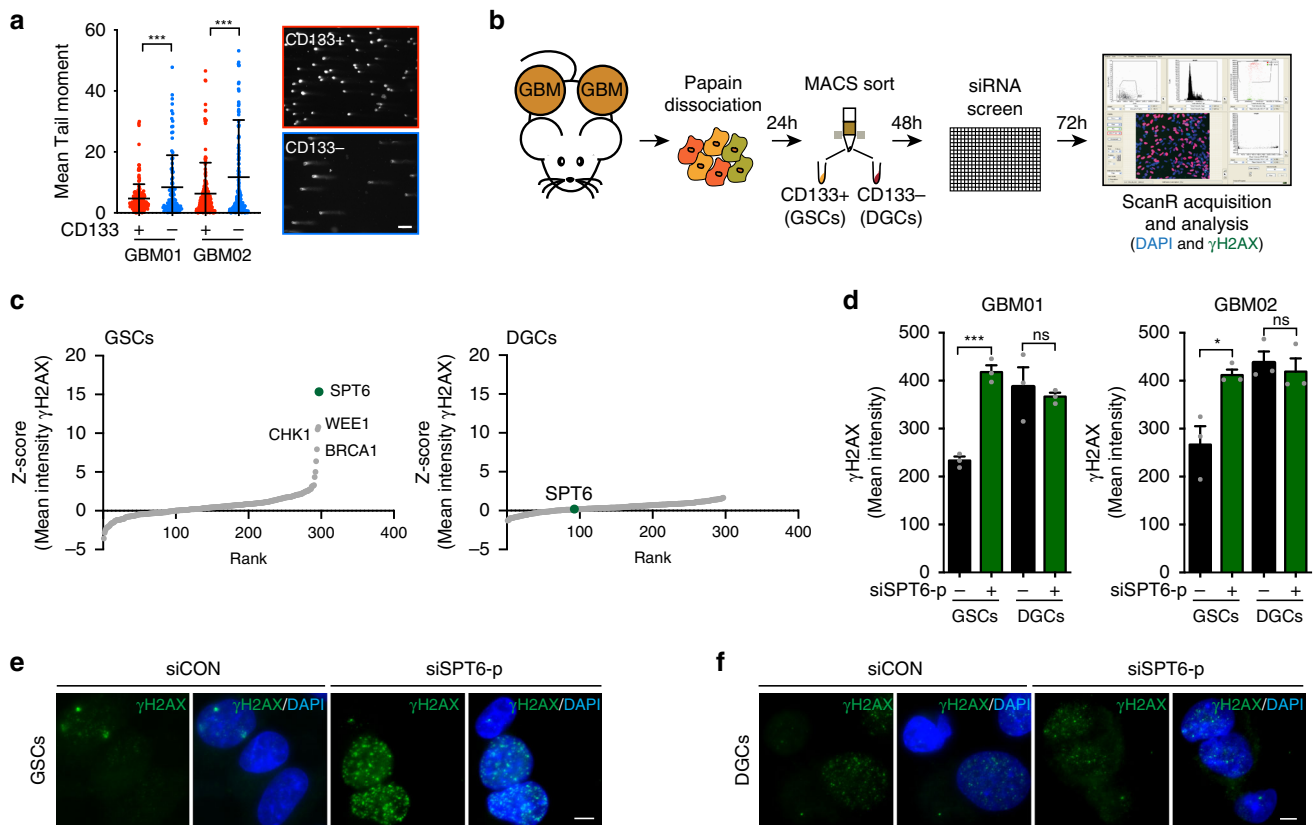 a
Mean Tail moment
60
40
20
0
***
***
CD133
+
–
+
–
GBM01
GBM02
CD133+
CD133–
b
GBM
GBM
Papain
dissociation
24h
MACS sort
CD133+
(GSCs)
CD133–
(DGCs)
48h
siRNA
screen
72h
ScanR acquisition
and analysis
(DAPI and γH2AX)
c
GSCs
Z-score
(Mean intensity γH2AX)
20
15
10
5
0
–5
SPT6
CHK1
WEE1
BRCA1
100
200
300
400
Rank
DGCs
Z-score
(Mean intensity γH2AX)
20
15
10
5
0
–5
SPT6
100
200
300
400
Rank
d
GBM01
γH2AX
(Mean intensity)
500
400
300
200
100
0
***
ns
siSPT6-p
–
+
–
+
GSCs
DGCs
GBM02
γH2AX
(Mean intensity)
500
400
300
200
100
0
*
ns
siSPT6-p
–
+
–
+
GSCs
DGCs
e
siCON
siSPT6-p
GSCs
γH2AX
γH2AX/DAPI
γH2AX
γH2AX/DAPI
f
siCON
siSPT6-p
DGCs
γH2AX
γH2AX/DAPI
γH2AX
γH2AX/DAPI